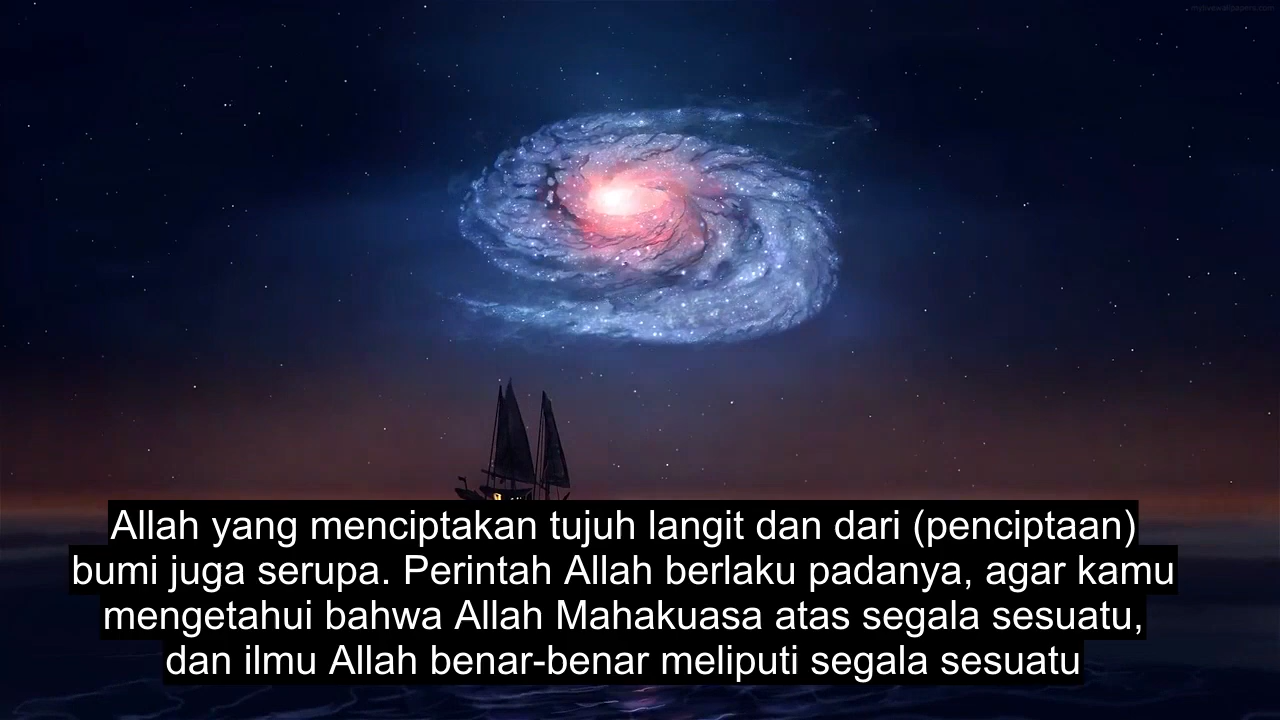 Allah yang menciptakan tujuh langit dan dari (penciptaan)
bumi juga serupa. Perintah Allah berlaku padanya, agar kamu
mengetahui bahwa Allah Mahakuasa atas segala sesuatu,
dan ilmu Allah benar-benar meliputi segala sesuatu